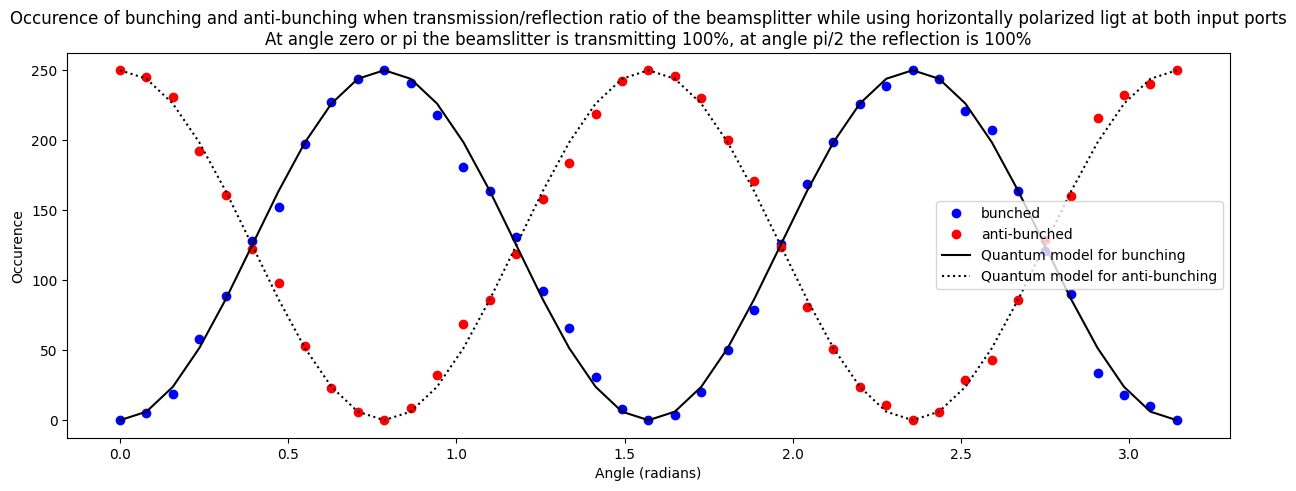 Occurence of bunching and anti-bunching when transmission/reflection ratio of the beamsplitter while using horizontally polarized ligt at both input ports
At angle zero or pi the beamslitter is transmitting 100%, at angle pi/2 the reflection is 100%
250
200
150
100
50
0
Occurence
bunched
anti-bunched
Quantum model for bunching
Quantum model for anti-bunching
0.0 0.5 1.0 1.5 2.0 2.5 3.0
Angle (radians)